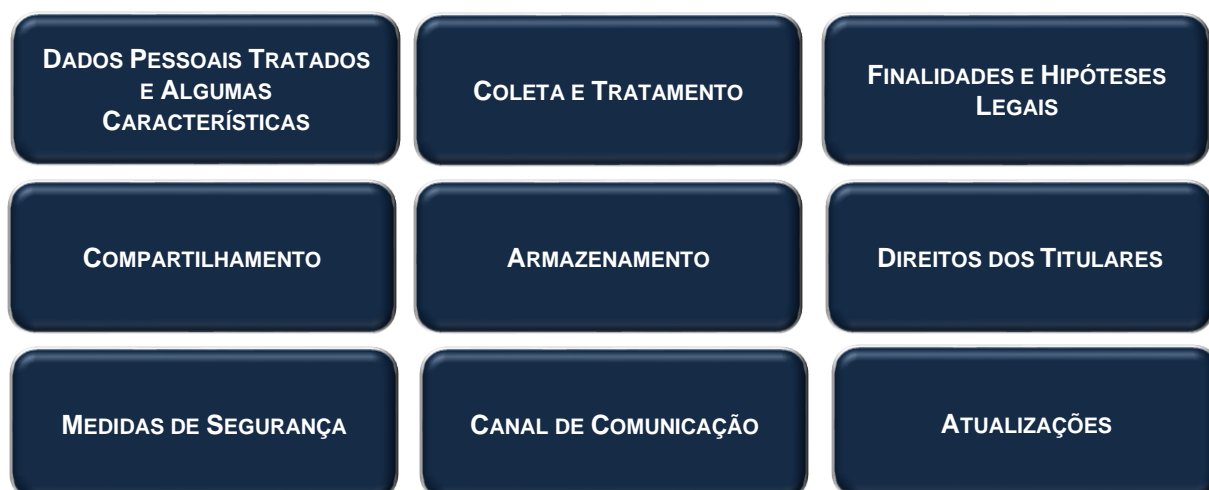 DADOS PESSOAIS TRATADOS
E ALGUMAS
CARACTERÍSTICAS
COLETA E TRATAMENTO
FINALIDADES E HIPÓTESES
LEGAIS
COMPARTILHAMENTO
ARMAZENAMENTO
DIREITOS DOS TITULARES
MEDIDAS DE SEGURANÇA
CANAL DE COMUNICAÇÃO
ATUALIZAÇÕES